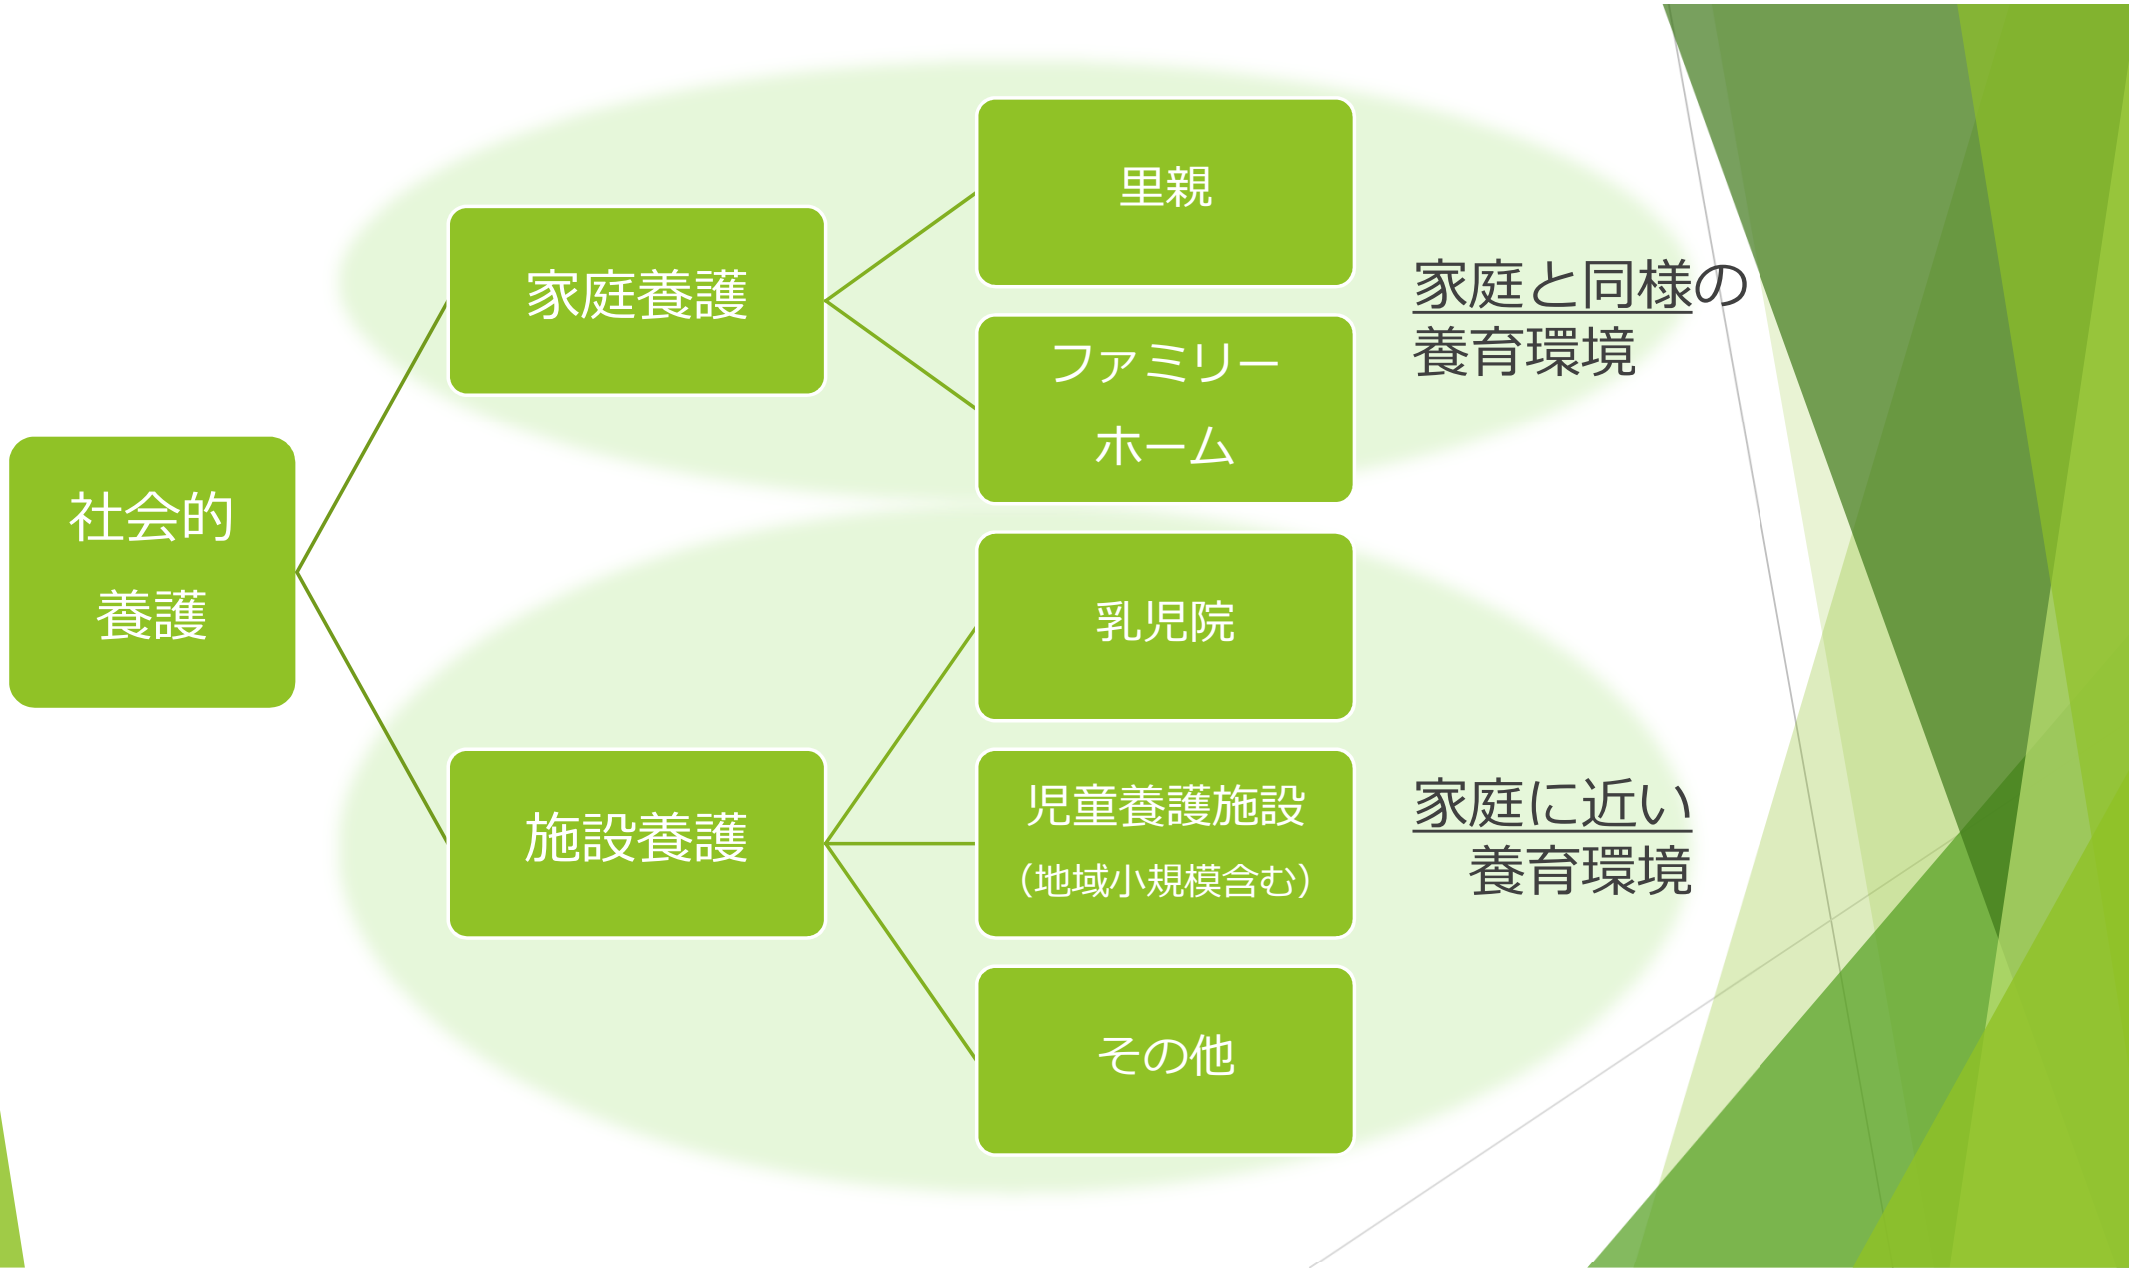 社会的
養護
家庭養護
里親
ファミリー
ホーム
家庭と同様の
養育環境
施設養護
乳児院
児童養護施設
（地域小規模含む）
その他
家庭に近い
養育環境